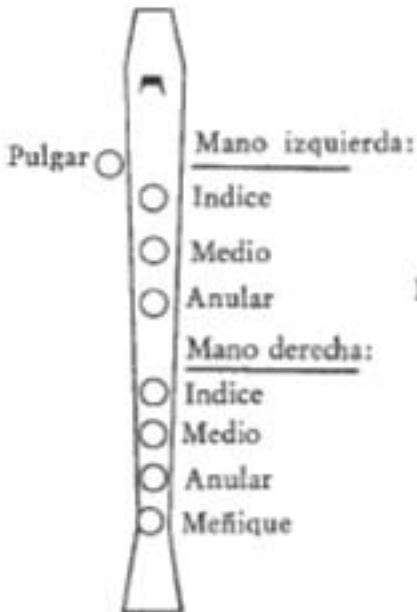 Mano izquierda:
Pulgar
Indice
Medio
Anular
Mano derecha:
Indice
Medio
Anular
Meñique